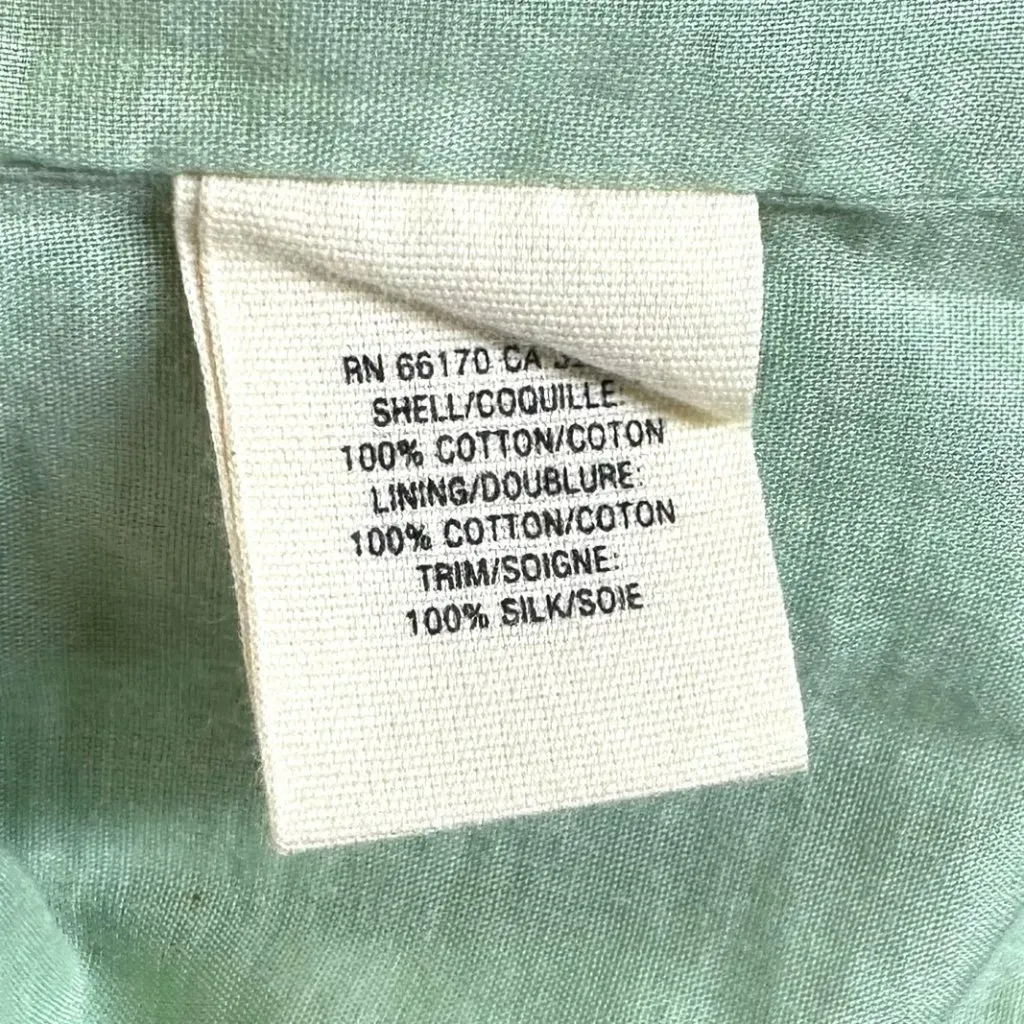 RN 66170 CA
SHELL/COQUILLE:
100% COTTON/COTON
LINING/DOUBLURE:
100% COTTON/COTON
TRIM/SOIGNE:
100% SILK/SOIE